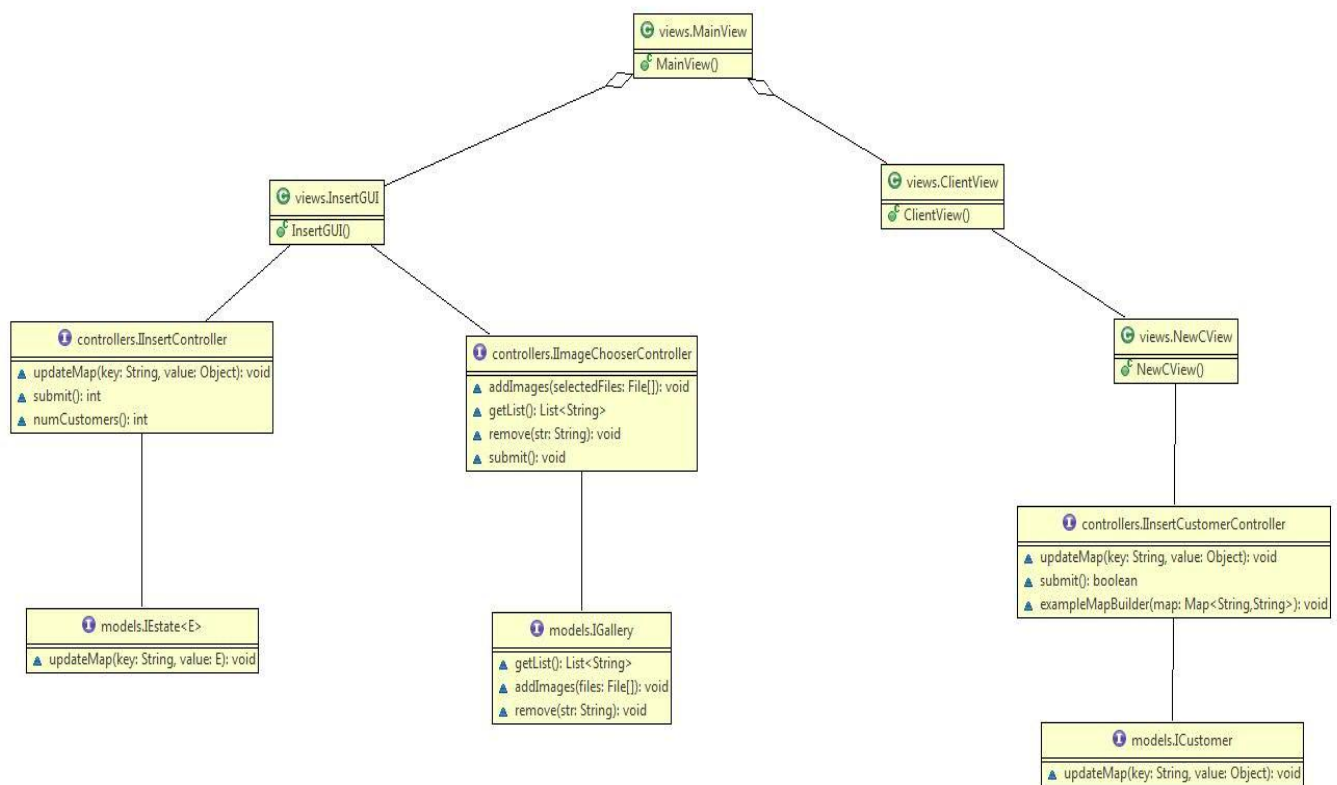 views.MainView
MainView()
views.InsertGUI
InsertGUI()
views.ClientView
ClientView()
controllers.IInsertController
updateMap(key: String, value: Object): void
submit(): int
numCustomers(): int
controllers.IImageChooserController
addImages(selectedFiles: File[]): void
getList(): List<String>
remove(str: String): void
submit(): void
views.NewCView
NewCView()
controllers.IInsertCustomerController
updateMap(key: String, value: Object): void
submit(): boolean
exampleMapBuilder(map: Map<String,String>): void
models.IEstate<E>
updateMap(key: String, value: E): void
models.IGallery
getList(): List<String>
addImages(files: File[]): void
remove(str: String): void
models.ICustomer
updateMap(key: String, value: Object): void